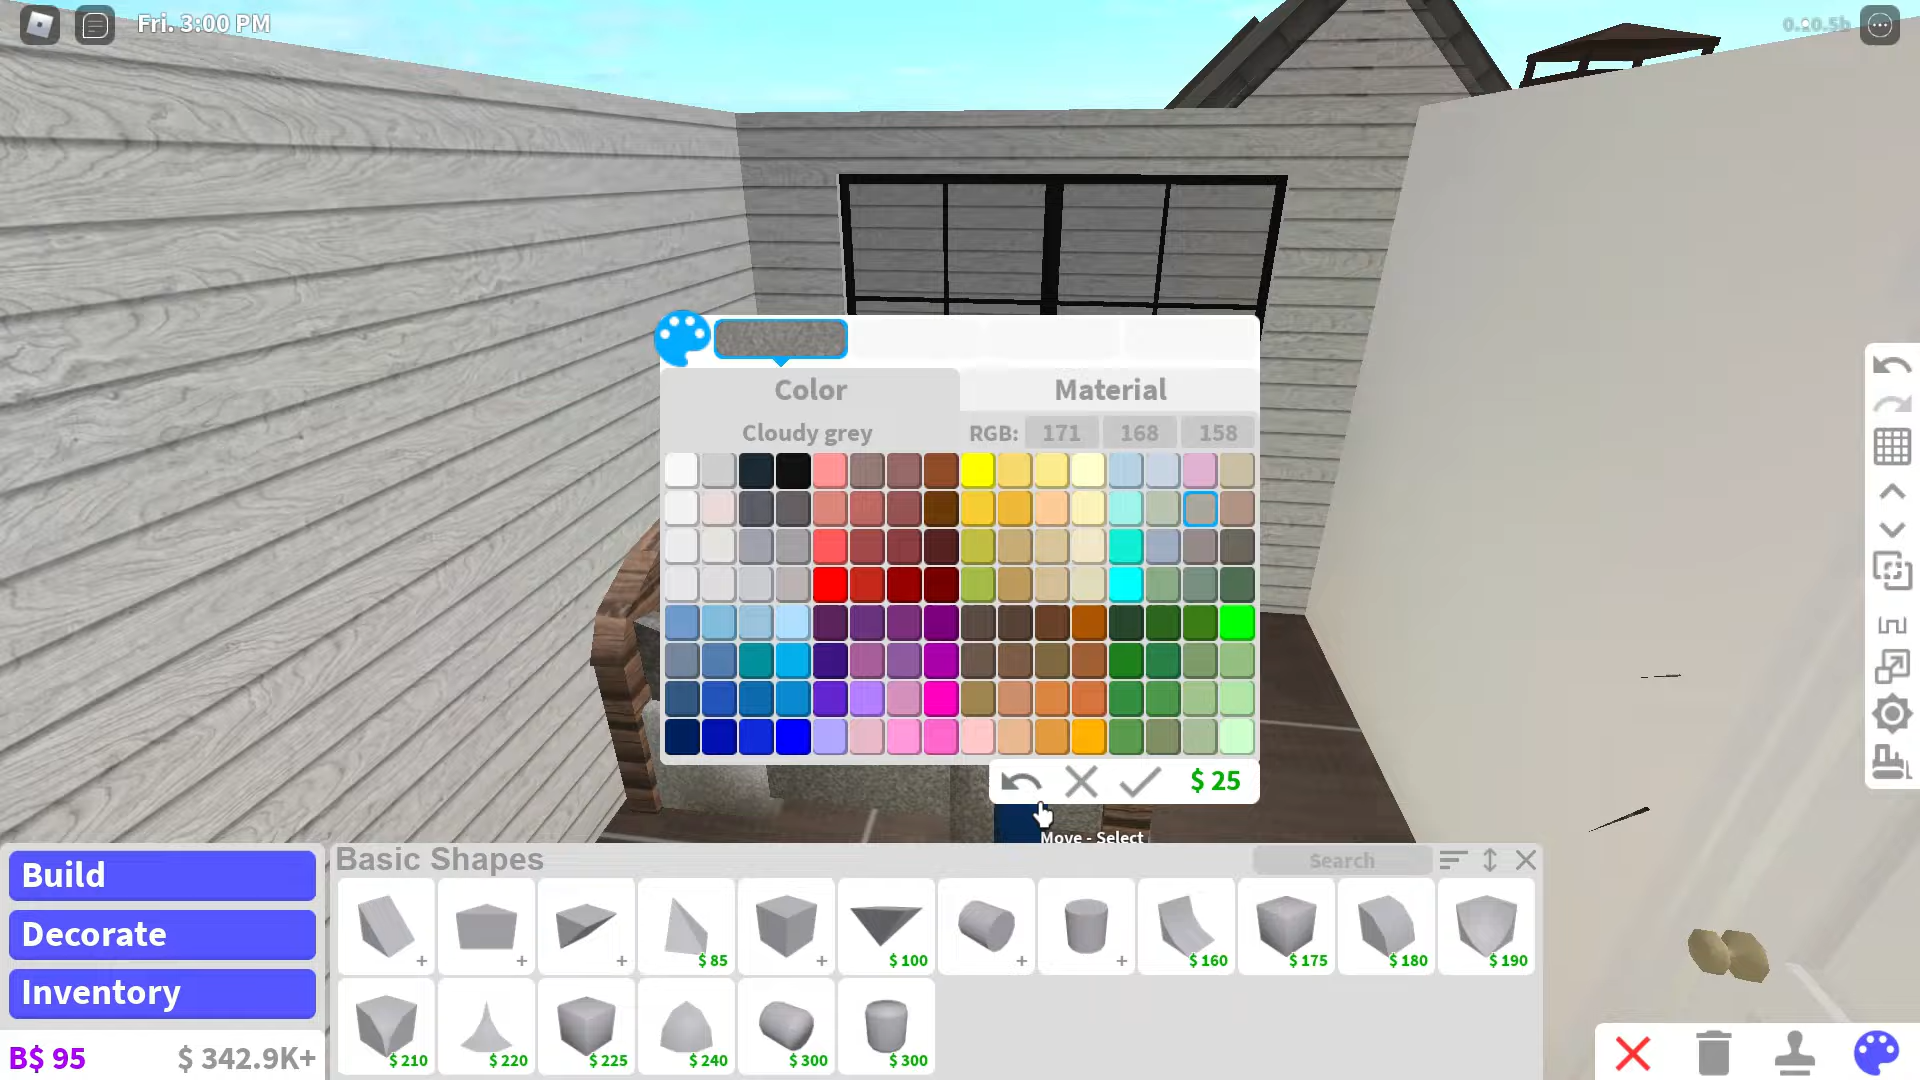 Fri. 3:00 PM
Color
Material
Cloudy grey
RGB: 171 168 158
$ 25
Move - Select
Build
Decorate
Inventory
B$ 95
$ 342.9K+
Basic Shapes
Search
+
+
+
$ 85
+
$ 100
+
+
$ 160
$ 175
$ 180
$ 190
$ 210
$ 220
$ 225
$ 240
$ 300
$ 300